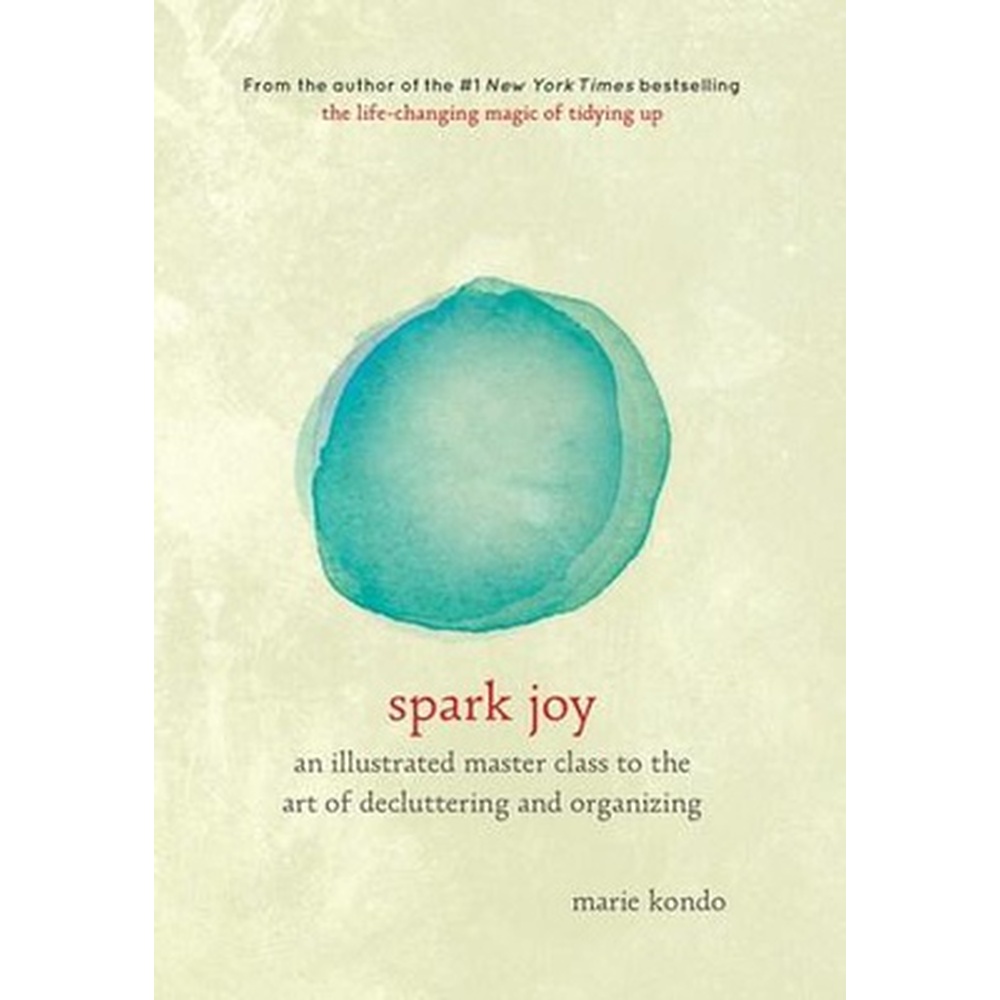 From the author of the #1 New York Times bestselling
the life-changing magic of tidying up
spark joy
an illustrated master class to the
art of decluttering and organizing
marie kondo